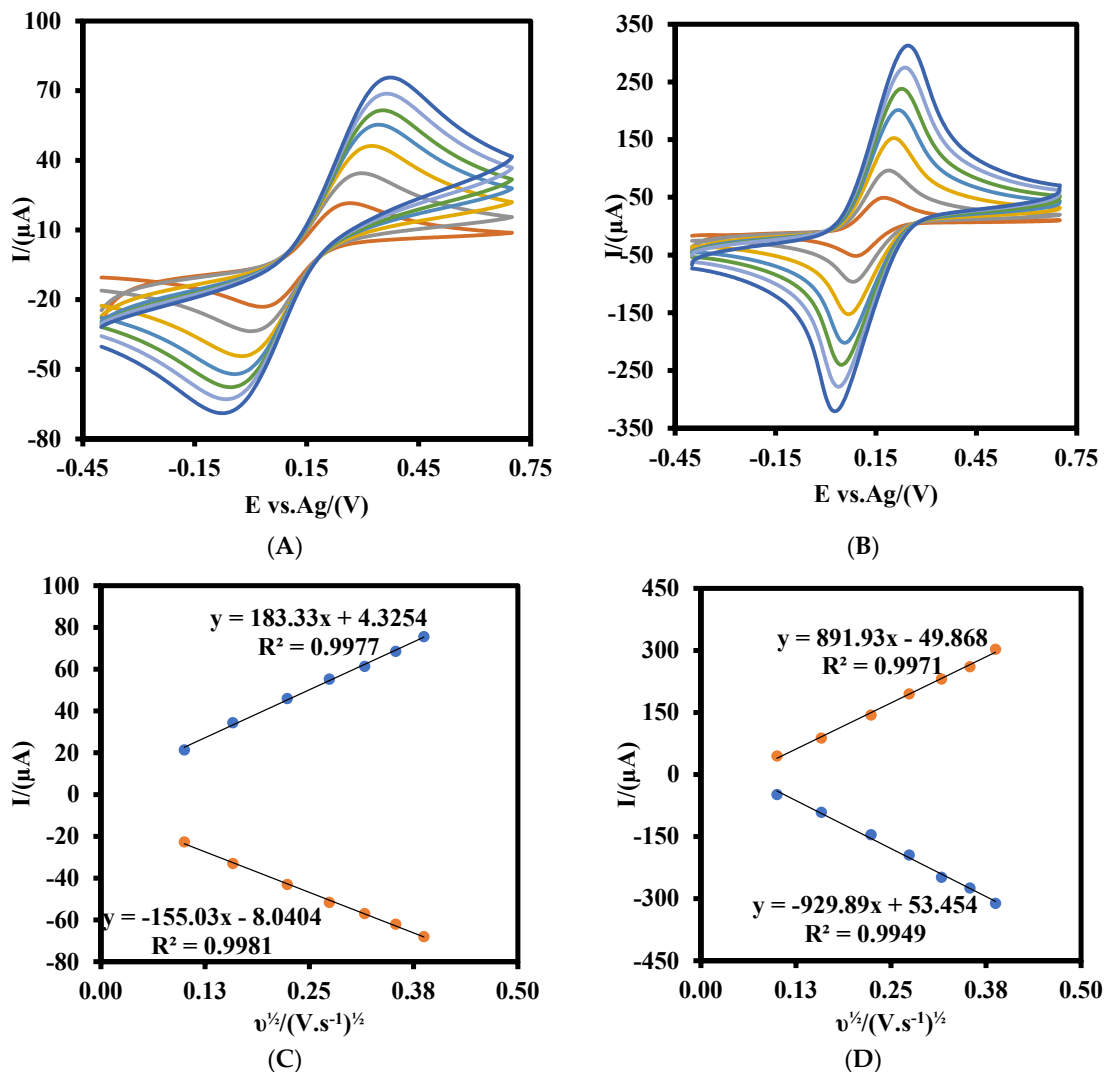 100
70
40
10
-20
-50
-80
I/(µA)
-0.45
-0.15
0.15
0.45
0.75
E vs.Ag/(V)
(A)
350
250
150
50
-50
-150
-250
-350
I/(µA)
-0.45
-0.15
0.15
0.45
0.75
E vs.Ag/(V)
(B)
100
80
60
40
20
0
-20
-40
-60
-80
I/(µA)
y = 183.33x + 4.3254
R² = 0.9977
y = -155.03x - 8.0404
R² = 0.9981
0.00
0.13
0.25
0.38
0.50
υ½/(V.s⁻¹)½
(C)
450
300
150
0
-150
-300
-450
I/(µA)
y = 891.93x - 49.868
R² = 0.9971
y = -929.89x + 53.454
R² = 0.9949
0.00
0.13
0.25
0.38
0.50
υ½/(V.s⁻¹)½
(D)